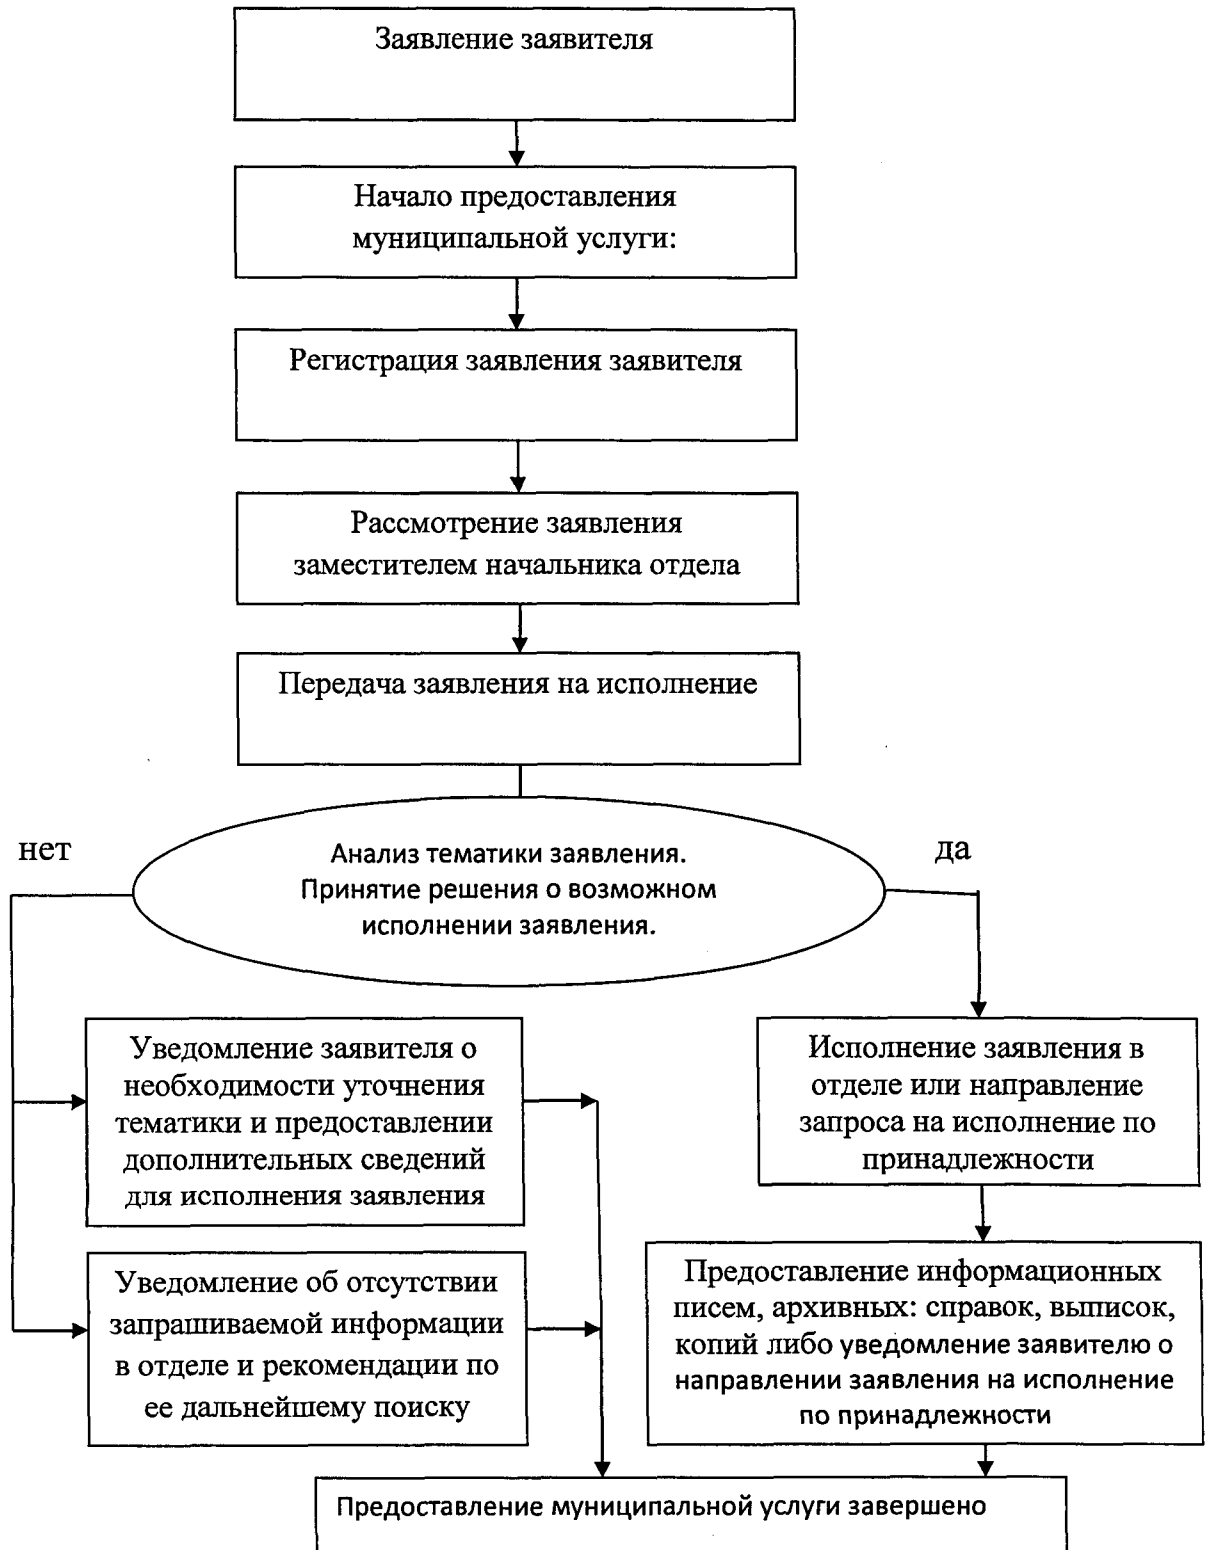 Заявление заявителя
Начало предоставления
муниципальной услуги:
Регистрация заявления заявителя
Рассмотрение заявления
заместителем начальника отдела
Передача заявления на исполнение
нет
да
Анализ тематики заявления.
Принятие решения о возможном
исполнении заявления.
Уведомление заявителя о
необходимости уточнения
тематики и предоставлении
дополнительных сведений
для исполнения заявления
Исполнение заявления в
отделе или направление
запроса на исполнение по
принадлежности
Уведомление об отсутствии
запрашиваемой информации
в отделе и рекомендации по
ее дальнейшему поиску
Предоставление информационных
писем, архивных: справок, выписок,
копий либо уведомление заявителю о
направлении заявления на исполнение
по принадлежности
Предоставление муниципальной услуги завершено